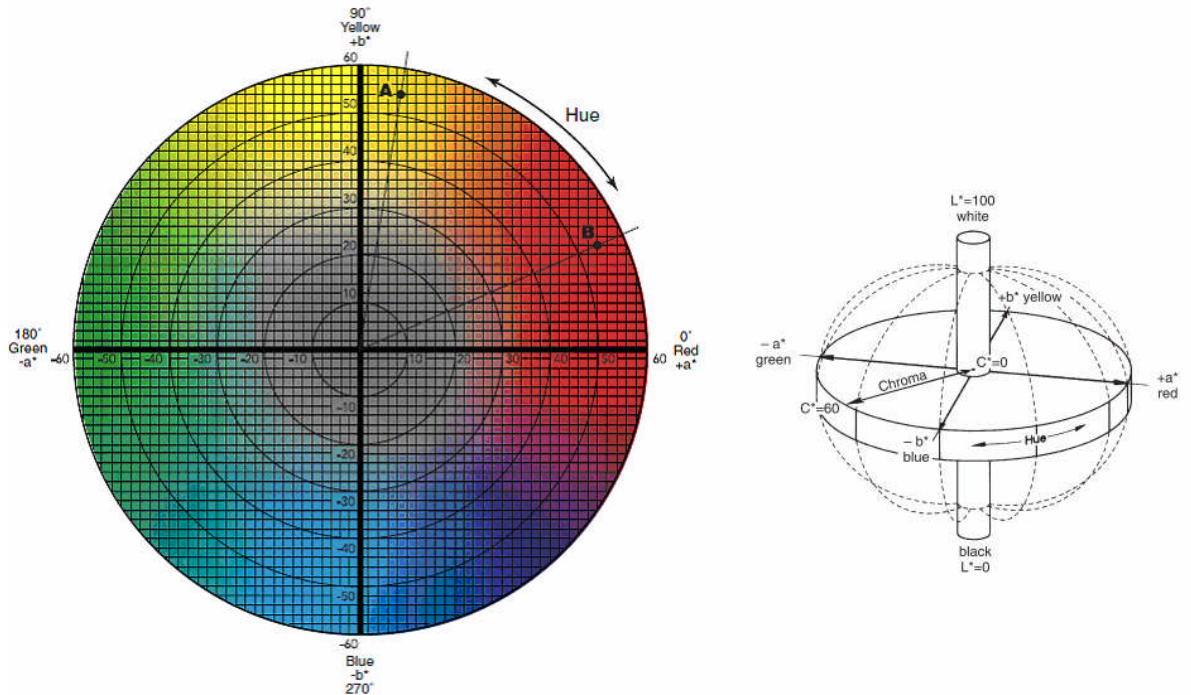 90°
Yellow
+b*
60
A
50
Hue
40
30
B
20
10
180°
Green
-a*
-60
-50
-40
-30
-20
-10
10
20
30
40
50
60
0°
Red
+a*
-10
-20
-30
-40
-50
-60
Blue
-b*
270°
L*=100
white
+b* yellow
– a*
green
C*=0
Chroma
+a*
red
C*=60
– b*
blue
Hue
black
L*=0